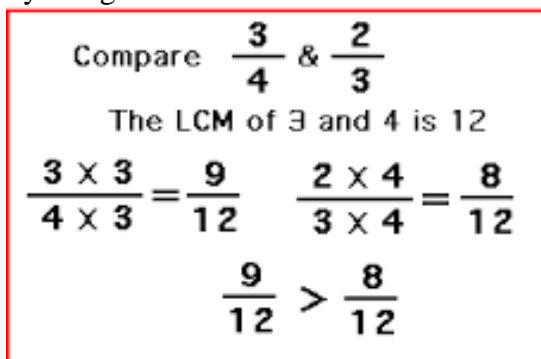 Compare 3/4 & 2/3
The LCM of 3 and 4 is 12
3 × 3 / 4 × 3 = 9/12  2 × 4 / 3 × 4 = 8/12
9/12 > 8/12